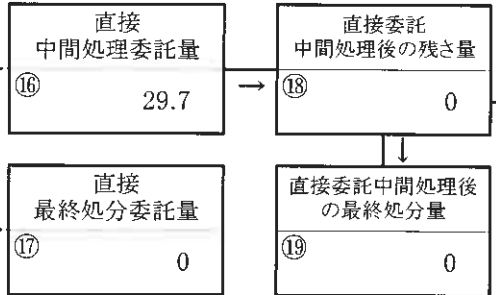 直接
中間処理委託量
⑯
29.7
→
直接委託
中間処理後の残さ量
⑱
0
↓
直接
最終処分委託量
⑰
0
直接委託中間処理後
の最終処分量
⑲
0